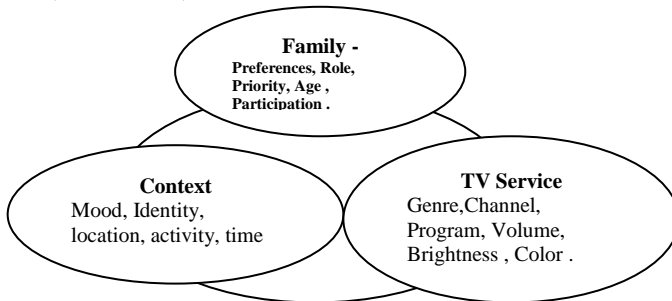 Family -
Preferences, Role,
Priority, Age ,
Participation .
Context
Mood, Identity,
location, activity, time
TV Service
Genre,Channel,
Program, Volume,
Brightness , Color .